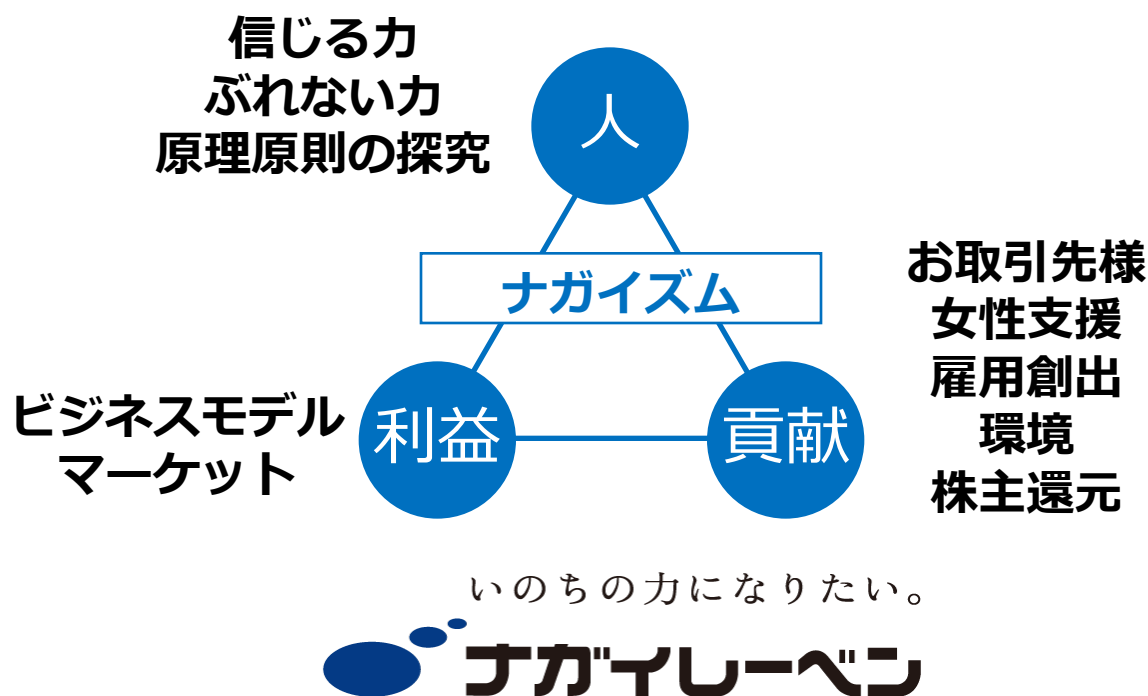 信じる力
ぶれない力
原理原則の探究
人
ナガイズム
お取引先様
女性支援
雇用創出
環境
株主還元
ビジネスモデル
マーケット
利益
貢献
いのちの力になりたい。
ナガイレーベン